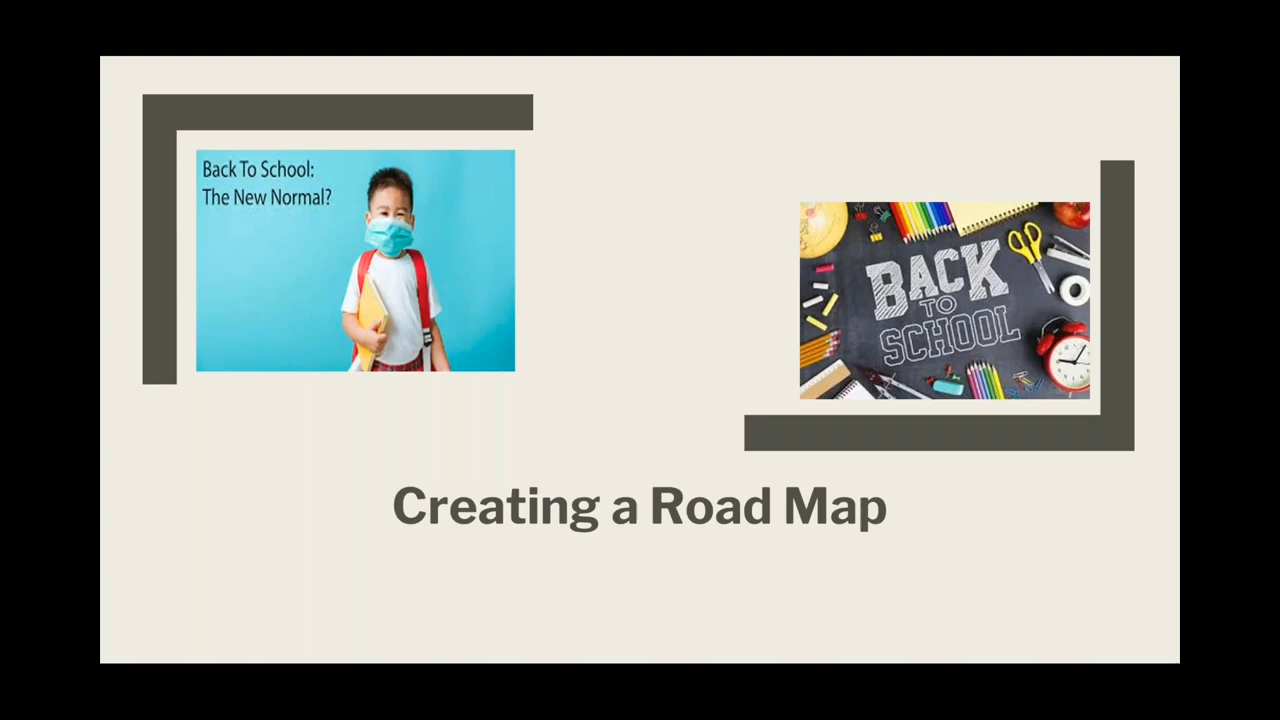 Back To School:
The New Normal?
BACK
TO
SCHOOL
Creating a Road Map